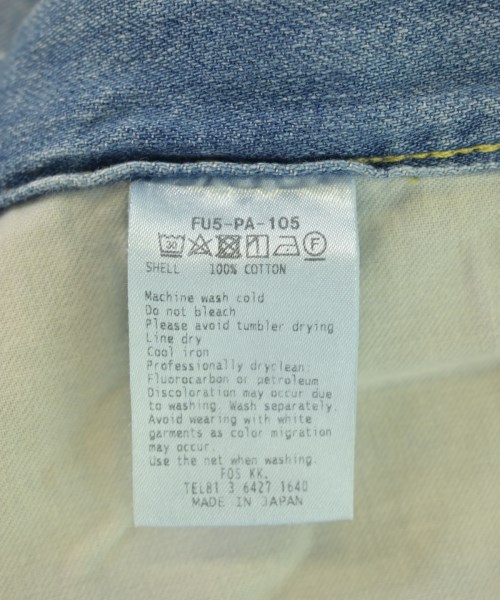 FU5-PA-105
30 F
SHELL 100% COTTON
Machine wash cold
Do not bleach
Please avoid tumbler drying
Line dry
Cool iron
Professionally dryclean:
Fluorocarbon or petroleum
Discoloration may occur due
to washing. Wash separately.
Avoid wearing with white
garments as color migration
may occur.
Use the net when washing.
FOS KK.
TEL81 3 6427 1640
MADE IN JAPAN